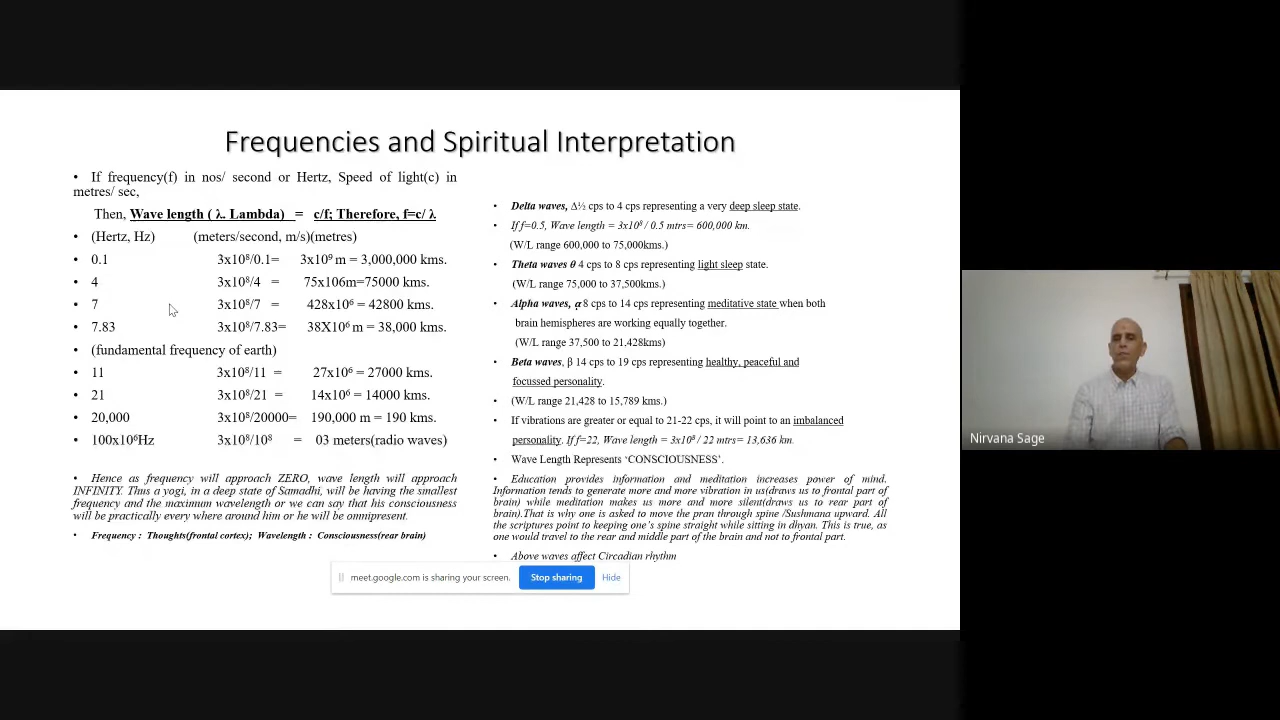 Frequencies and Spiritual Interpretation
• If frequency(f) in nos/ second or Hertz, Speed of light(c) in
metres/ sec,
Then, Wave length ( λ. Lambda) = c/f; Therefore, f=c/ λ
• (Hertz, Hz) (meters/second, m/s)(metres)
• 0.1 3x10⁸/0.1= 3x10⁹ m = 3,000,000 kms.
• 4 3x10⁸/4 = 75x106m=75000 kms.
• 7 3x10⁸/7 = 428x10⁶ = 42800 kms.
• 7.83 3x10⁸/7.83= 38X10⁶ m = 38,000 kms.
• (fundamental frequency of earth)
• 11 3x10⁸/11 = 27x10⁶ = 27000 kms.
• 21 3x10⁸/21 = 14x10⁶ = 14000 kms.
• 20,000 3x10⁸/20000= 190,000 m = 190 kms.
• 100x10⁶Hz 3x10⁸/10⁸ = 03 meters(radio waves)
• Hence as frequency will approach ZERO, wave length will approach
INFINITY. Thus a yogi, in a deep state of Samadhi, will be having the smallest
frequency and the maximum wavelength or we can say that his consciousness
will be practically every where around him or he will be omnipresent.
• Frequency : Thoughts(frontal cortex); Wavelength : Consciousness(rear brain)
• Delta waves, Δ½ cps to 4 cps representing a very deep sleep state.
• If f=0.5, Wave length = 3x10⁸ / 0.5 mtrs= 600,000 km.
(W/L range 600,000 to 75,000kms.)
• Theta waves θ 4 cps to 8 cps representing light sleep state.
• (W/L range 75,000 to 37,500kms.)
• Alpha waves, α 8 cps to 14 cps representing meditative state when both
brain hemispheres are working equally together.
(W/L range 37,500 to 21,428kms)
• Beta waves, β 14 cps to 19 cps representing healthy, peaceful and
focussed personality.
• (W/L range 21,428 to 15,789 kms.)
• If vibrations are greater or equal to 21-22 cps, it will point to an imbalanced
personality. If f=22, Wave length = 3x10⁸ / 22 mtrs= 13,636 km.
• Wave Length Represents ‘CONSCIOUSNESS’.
• Education provides information and meditation increases power of mind.
Information tends to generate more and more vibration in us(draws us to frontal part of
brain) while meditation makes us more and more silent(draws us to rear part of
brain).That is why one is asked to move the pran through spine /Sushmana upward. All
the scriptures point to keeping one's spine straight while sitting in dhyan. This is true, as
one would travel to the rear and middle part of the brain and not to frontal part.
• Above waves affect Circadian rhythm
meet.google.com is sharing your screen. Stop sharing Hide
Nirvana Sage